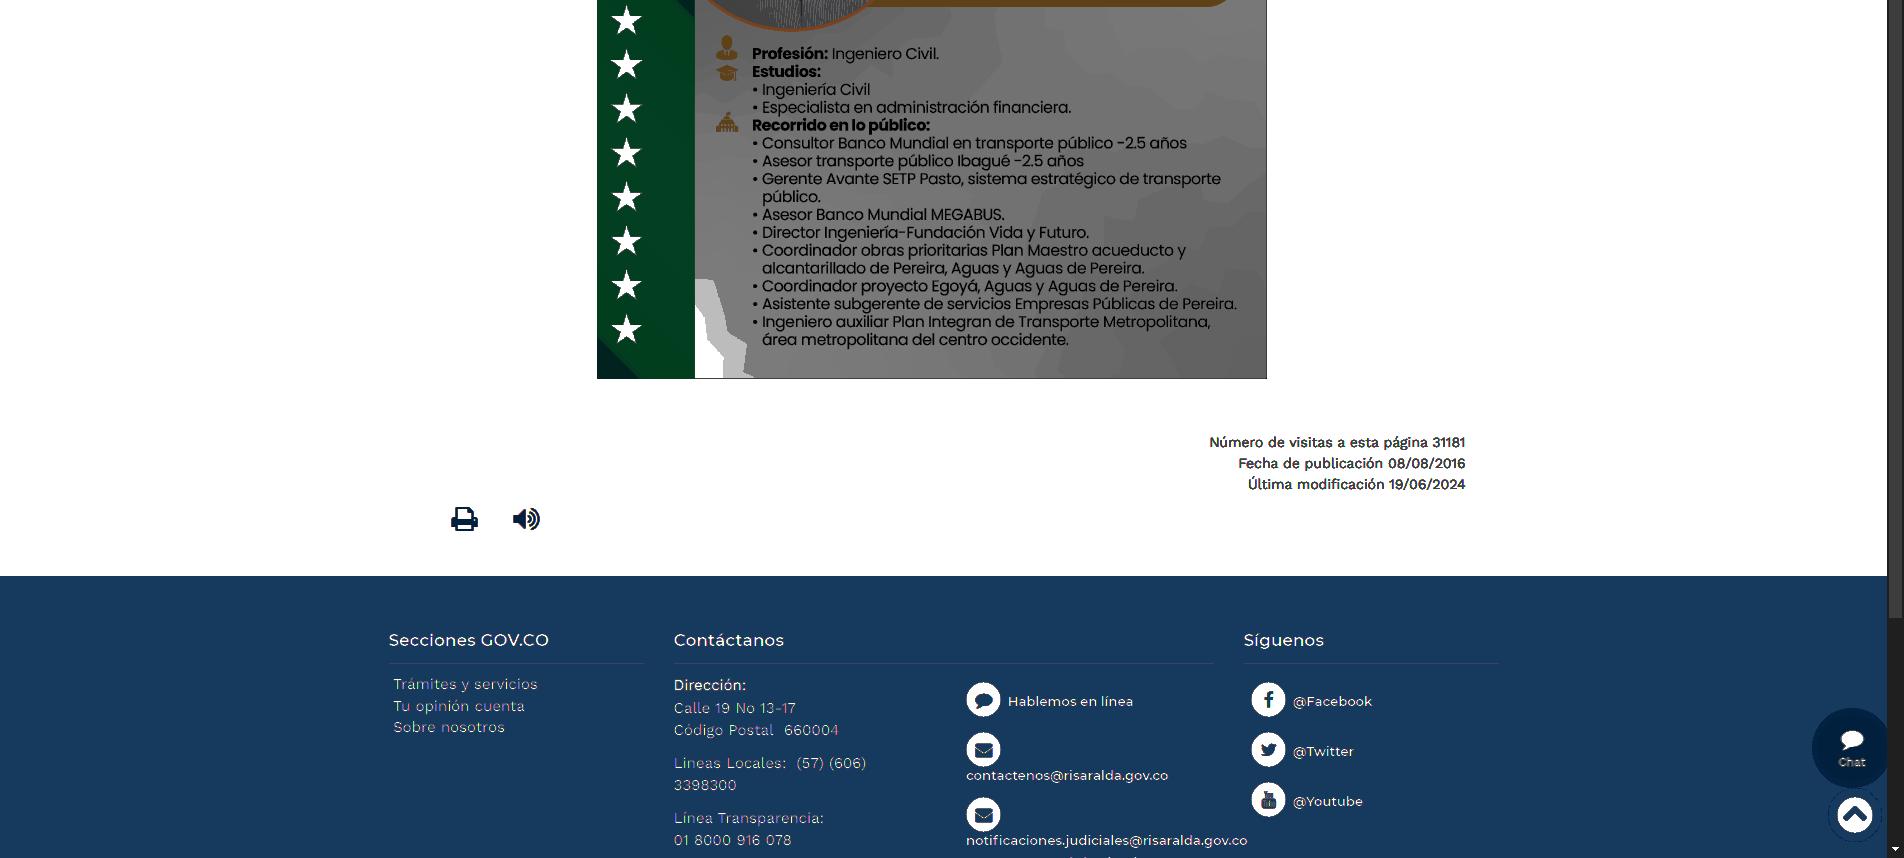 Profesión: Ingeniero Civil.
Estudios:
• Ingeniería Civil
• Especialista en administración financiera.
Recorrido en lo público:
• Consultor Banco Mundial en transporte público -2.5 años
• Asesor transporte público Ibagué -2.5 años
• Gerente Avante SETP Pasto, sistema estratégico de transporte
público.
• Asesor Banco Mundial MEGABUS.
• Director Ingeniería-Fundación Vida y Futuro.
• Coordinador obras prioritarias Plan Maestro acueducto y
alcantarillado de Pereira, Aguas y Aguas de Pereira.
• Coordinador proyecto Egoyá, Aguas y Aguas de Pereira.
• Asistente subgerente de servicios Empresas Públicas de Pereira.
• Ingeniero auxiliar Plan Integran de Transporte Metropolitana,
área metropolitana del centro occidente.
Número de visitas a esta página 31181
Fecha de publicación 08/08/2016
Última modificación 19/06/2024
Secciones GOV.CO
Trámites y servicios
Tu opinión cuenta
Sobre nosotros
Contáctanos
Dirección:
Calle 19 No 13-17
Código Postal 660004
Lineas Locales: (57) (606)
3398300
Línea Transparencia:
01 8000 916 078
Hablemos en línea
contactenos@risaralda.gov.co
notificaciones.judiciales@risaralda.gov.co
Síguenos
@Facebook
@Twitter
@Youtube
Chat